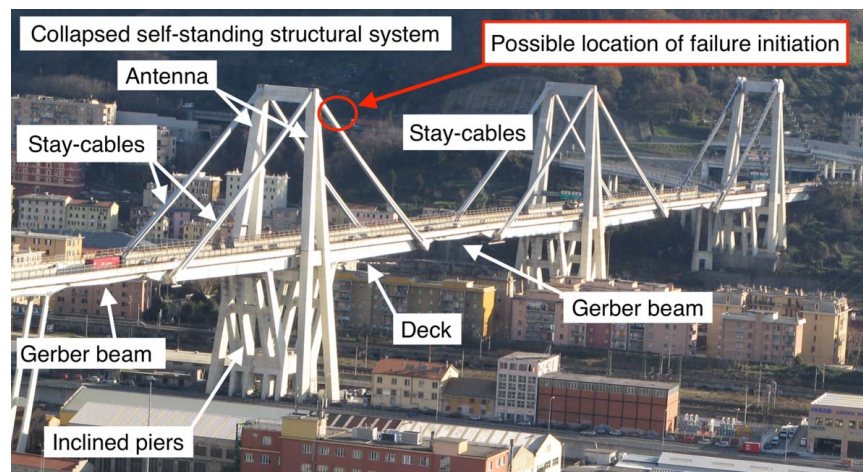 Collapsed self-standing structural system
Possible location of failure initiation
Antenna
Stay-cables
Stay-cables
Gerber beam
Deck
Gerber beam
Inclined piers
IVECO